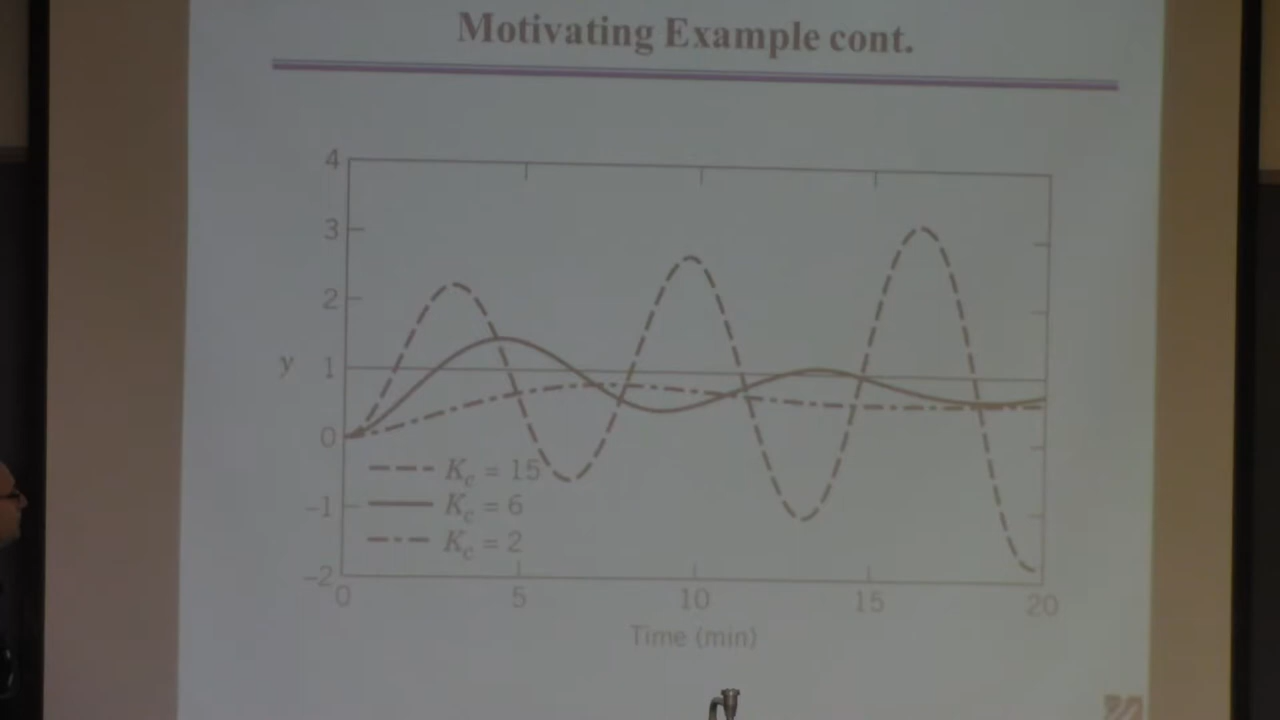 Motivating Example cont.
4
3
2
y
1
0
K_c = 15
-1
K_c = 6
K_c = 2
-2
0 5 10 15 20
Time (min)